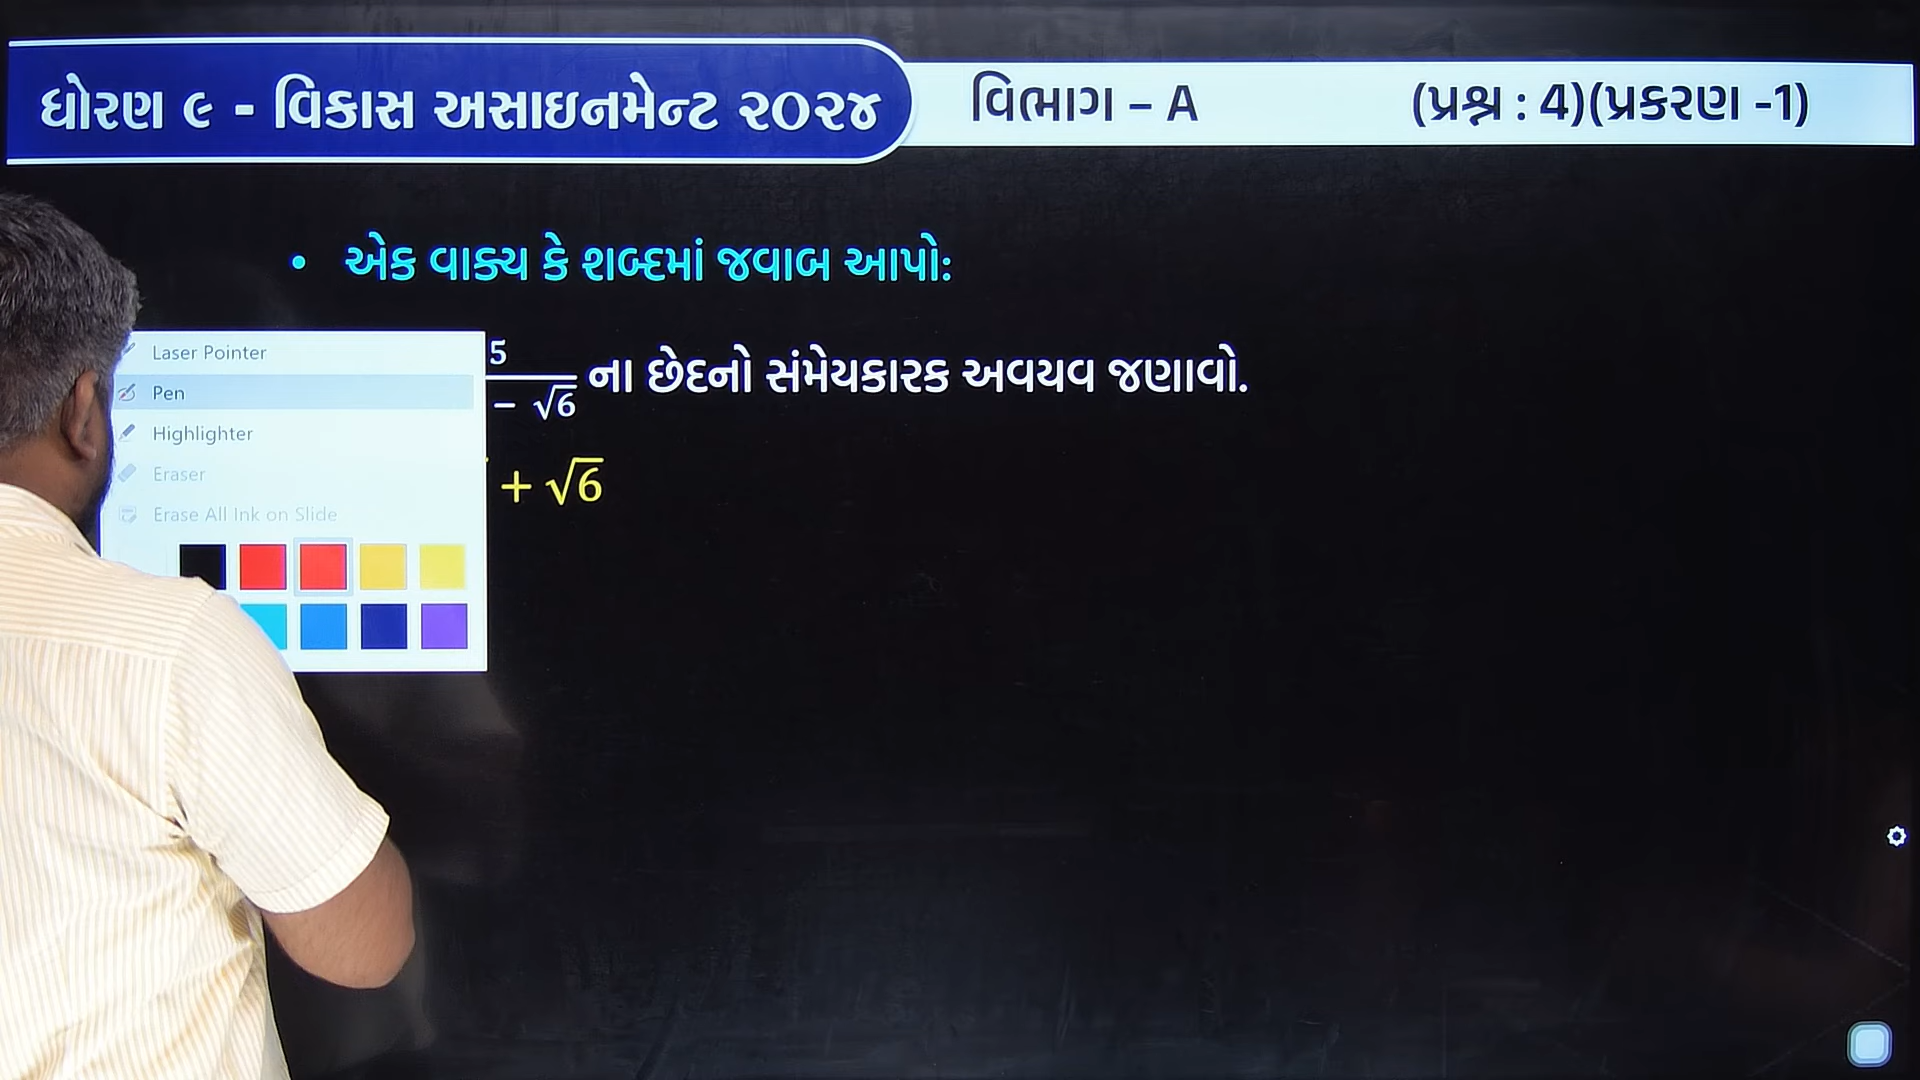 ધોરણ ૯ - વિકાસ અસાઇનમેન્ટ ૨૦૨૪ વિભાગ – A (પ્રશ્ન : 4)(પ્રકરણ -1)
• એક વાક્ય કે શબ્દમાં જવાબ આપો:
5
– √6 ના છેદનો સંમેયકારક અવયવ જણાવો.
+ √6
Laser Pointer
Pen
Highlighter
Eraser
Erase All Ink on Slide